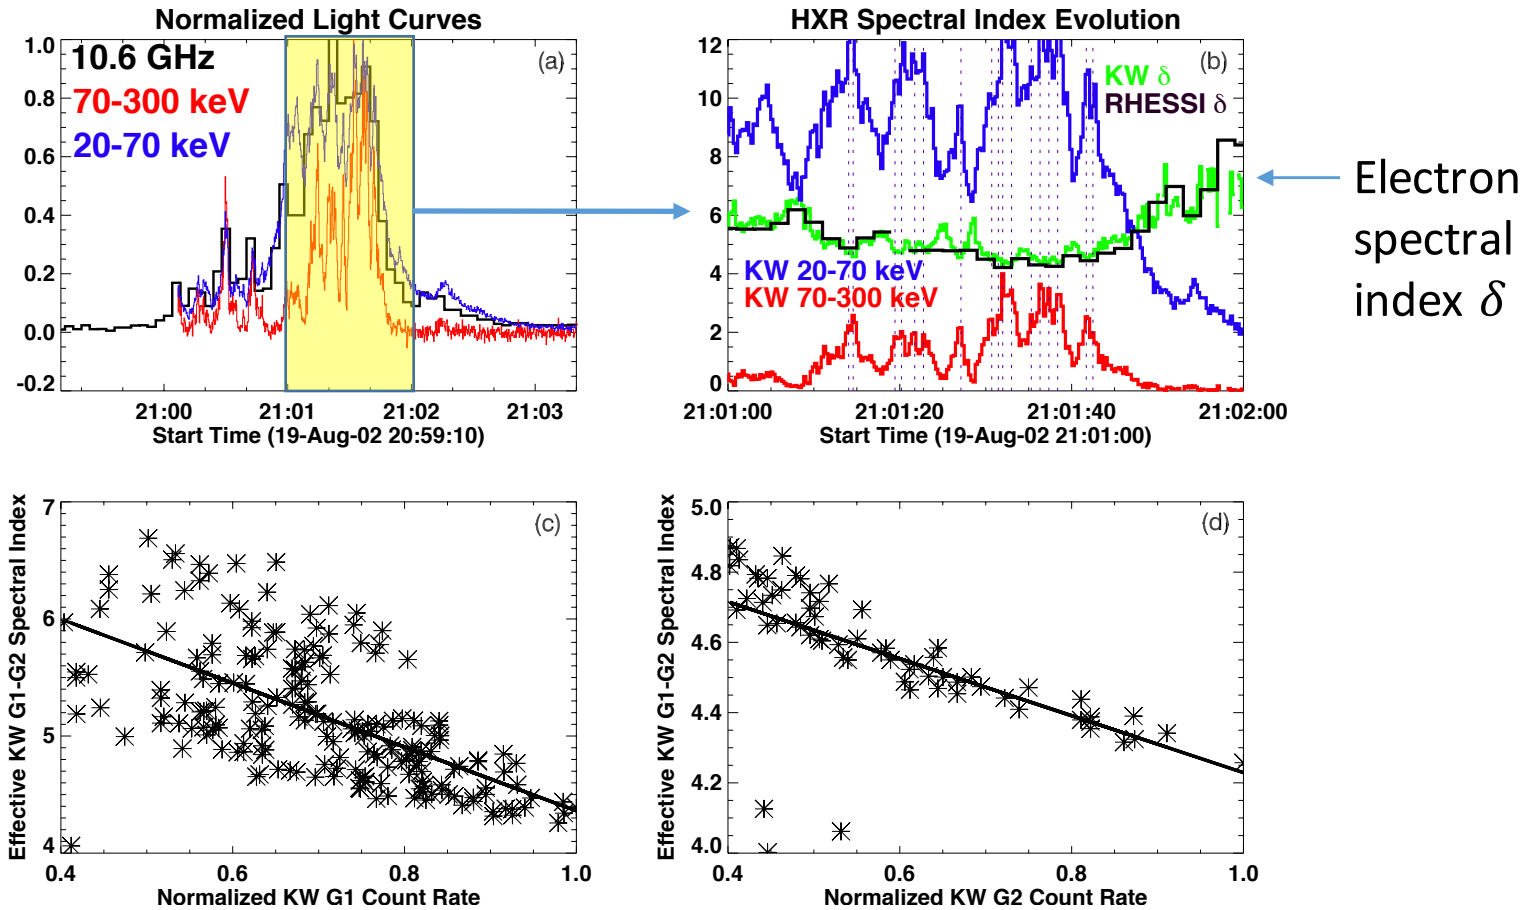 Normalized Light Curves
1.0
0.8
0.6
0.4
0.2
0.0
-0.2
10.6 GHz
70-300 keV
20-70 keV
(a)
21:00 21:01 21:02 21:03
Start Time (19-Aug-02 20:59:10)
HXR Spectral Index Evolution
12
10
8
6
4
2
0
(b)
KW δ
RHESSI δ
KW 20-70 keV
KW 70-300 keV
21:01:00 21:01:20 21:01:40 21:02:00
Start Time (19-Aug-02 21:01:00)
Electron
spectral
index δ
Effective KW G1-G2 Spectral Index
7
6
5
4
(c)
0.4 0.6 0.8 1.0
Normalized KW G1 Count Rate
Effective KW G1-G2 Spectral Index
5.0
4.8
4.6
4.4
4.2
4.0
(d)
0.4 0.6 0.8 1.0
Normalized KW G2 Count Rate